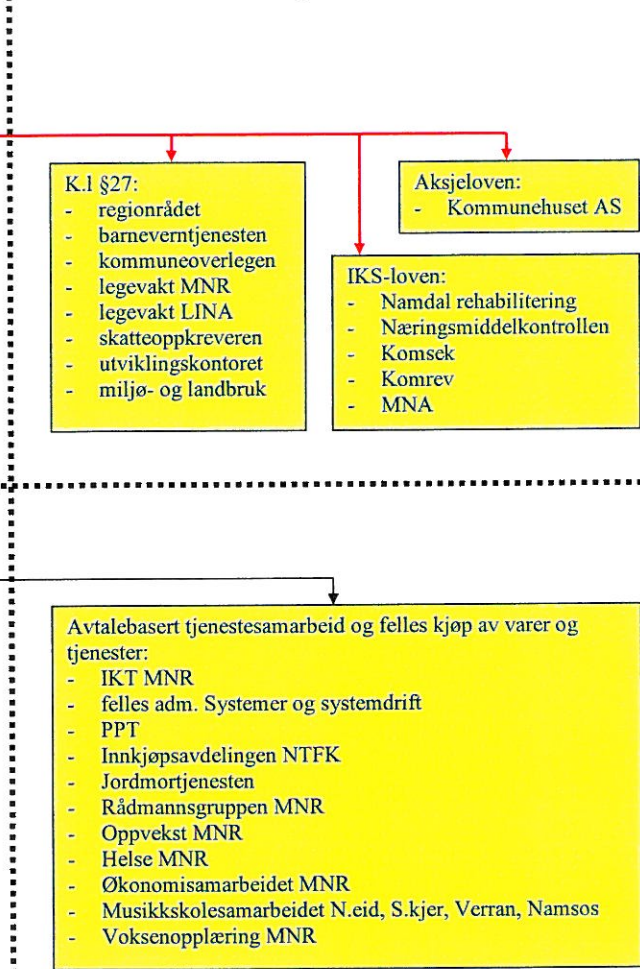 K.l §27:
- regionrådet
- barneverntjenesten
- kommuneoverlegen
- legevakt MNR
- legevakt LINA
- skatteoppkreveren
- utviklingskontoret
- miljø- og landbruk
Aksjeloven:
- Kommunehuset AS
IKS-loven:
- Namdal rehabilitering
- Næringsmiddelkontrollen
- Komsek
- Komrev
- MNA
Avtalebasert tjenestesamarbeid og felles kjøp av varer og
tjenester:
- IKT MNR
- felles adm. Systemer og systemdrift
- PPT
- Innkjøpsavdelingen NTFK
- Jordmortjenesten
- Rådmannsgruppen MNR
- Oppvekst MNR
- Helse MNR
- Økonomisamarbeidet MNR
- Musikkskolesamarbeidet N.eid, S.kjer, Verran, Namsos
- Voksenopplæring MNR